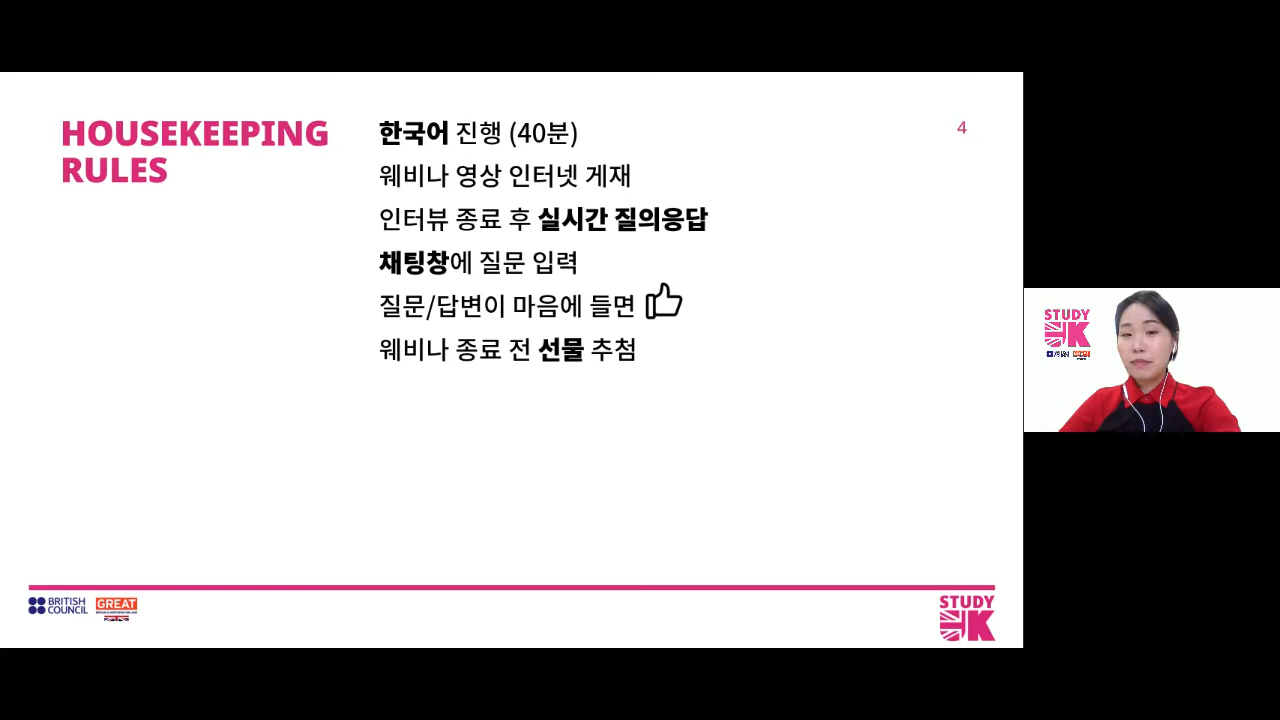 HOUSEKEEPING
RULES
한국어 진행 (40분)
웨비나 영상 인터넷 게재
인터뷰 종료 후 실시간 질의응답
채팅창에 질문 입력
질문/답변이 마음에 들면
웨비나 종료 전 선물 추첨
4
STUDY
UK
BRITISH
COUNCIL
GREAT
STUDY
UK